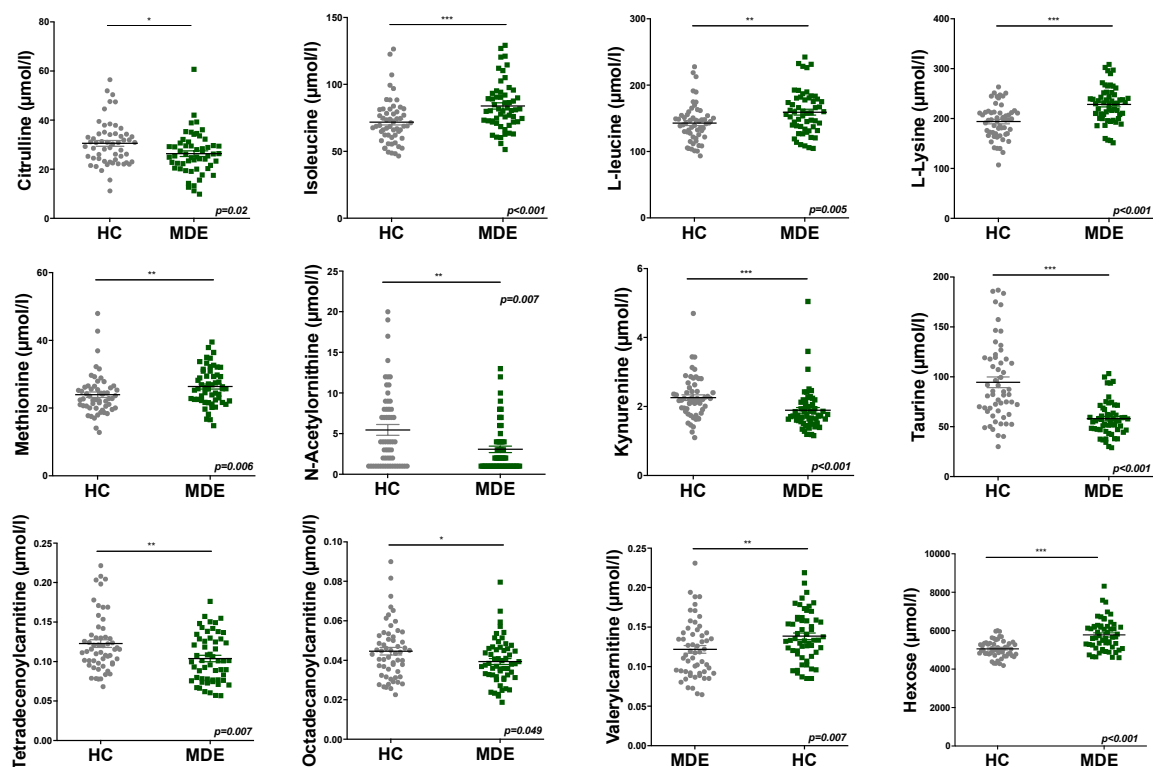 Citrulline (μmol/l)
80
60
40
20
0
*
HC
MDE
p=0.02
Isoleucine (μmol/l)
150
100
50
0
***
HC
MDE
p<0.001
L-leucine (μmol/l)
300
200
100
0
**
HC
MDE
p=0.005
L-Lysine (μmol/l)
400
300
200
100
0
***
HC
MDE
p<0.001
Methionine (μmol/l)
60
40
20
0
**
HC
MDE
p=0.006
N-Acetylornithine (μmol/l)
25
20
15
10
5
0
**
p=0.007
HC
MDE
Kynurenine (μmol/l)
6
4
2
0
***
HC
MDE
p<0.001
Taurine (μmol/l)
200
150
100
50
0
***
HC
MDE
p<0.001
Tetradecenoylcarnitine (μmol/l)
0.25
0.20
0.15
0.10
0.05
0.00
**
HC
MDE
p=0.007
Octadecanoylcarnitine (μmol/l)
0.10
0.08
0.06
0.04
0.02
0.00
*
HC
MDE
p=0.049
Valerylcarnitine (μmol/l)
0.25
0.20
0.15
0.10
0.05
0.00
**
MDE
HC
p=0.007
Hexose (μmol/l)
10000
8000
6000
4000
2000
0
***
HC
MDE
p<0.001